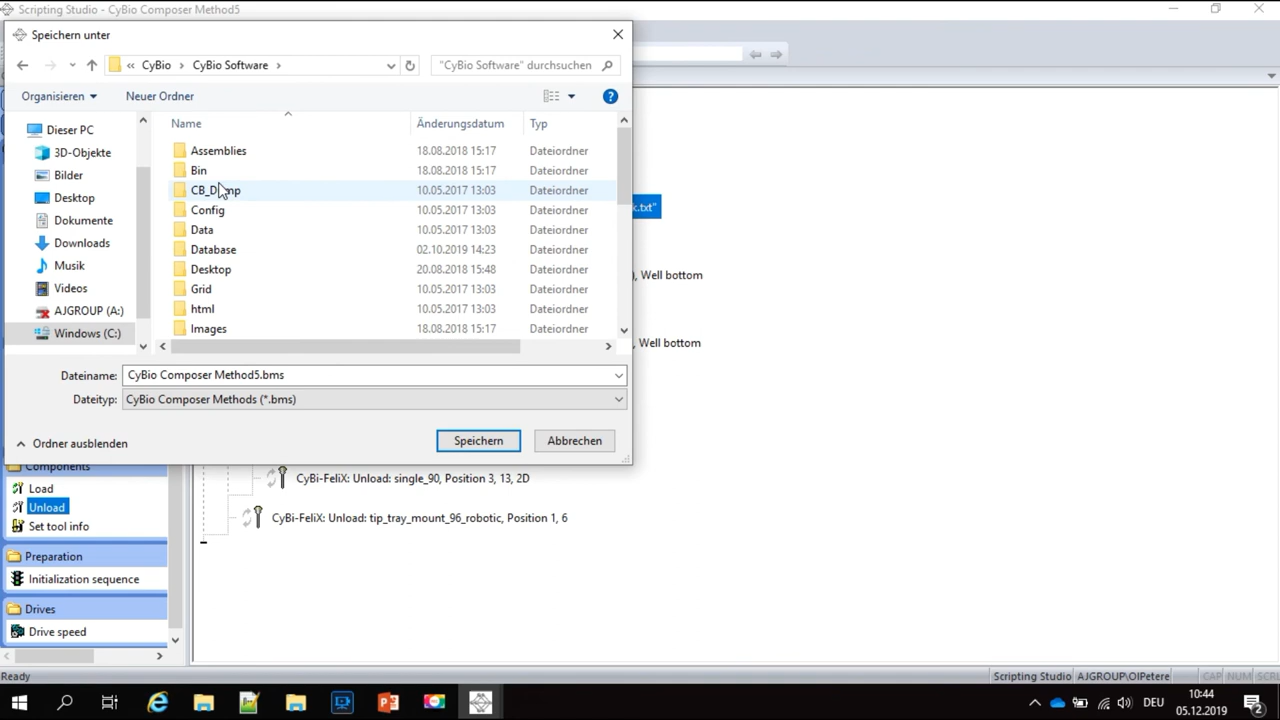 Scripting Studio - CyBio Composer Method5
Speichern unter
« CyBio › CyBio Software ›
"CyBio Software" durchsuchen
Organisieren
Neuer Ordner
Name Änderungsdatum Typ
Dieser PC
3D-Objekte
Bilder
Desktop
Dokumente
Downloads
Musik
Videos
AJGROUP (A:)
Windows (C:)
Assemblies 18.08.2018 15:17 Dateiordner
Bin 18.08.2018 15:17 Dateiordner
10.05.2017 13:03 Dateiordner
Config 10.05.2017 13:03 Dateiordner
Data 10.05.2017 13:03 Dateiordner
Database 02.10.2019 14:23 Dateiordner
Desktop 20.08.2018 15:48 Dateiordner
Grid 10.05.2017 13:03 Dateiordner
html 10.05.2017 13:03 Dateiordner
Images 18.08.2018 15:17 Dateiordner
Dateiname: CyBio Composer Method5.bms
Dateityp: CyBio Composer Methods (*.bms)
Ordner ausblenden
Speichern
Abbrechen
k.txt"
), Well bottom
, Well bottom
Components
Load
Unload
Set tool info
Preparation
Initialization sequence
Drives
Drive speed
CyBi-FeliX: Unload: single_90, Position 3, 13, 2D
CyBi-FeliX: Unload: tip_tray_mount_96_robotic, Position 1, 6
Ready
Scripting Studio AJGROUP\OlPetere CAP NUM SCRL
DEU
10:44
05.12.2019
2